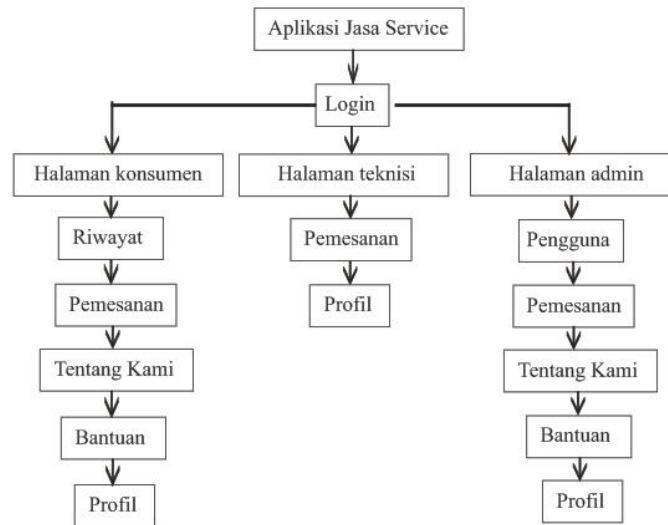 Aplikasi Jasa Service
Login
Halaman konsumen
Halaman teknisi
Halaman admin
Riwayat
Pemesanan
Pengguna
Pemesanan
Profil
Pemesanan
Tentang Kami
Tentang Kami
Bantuan
Bantuan
Profil
Profil